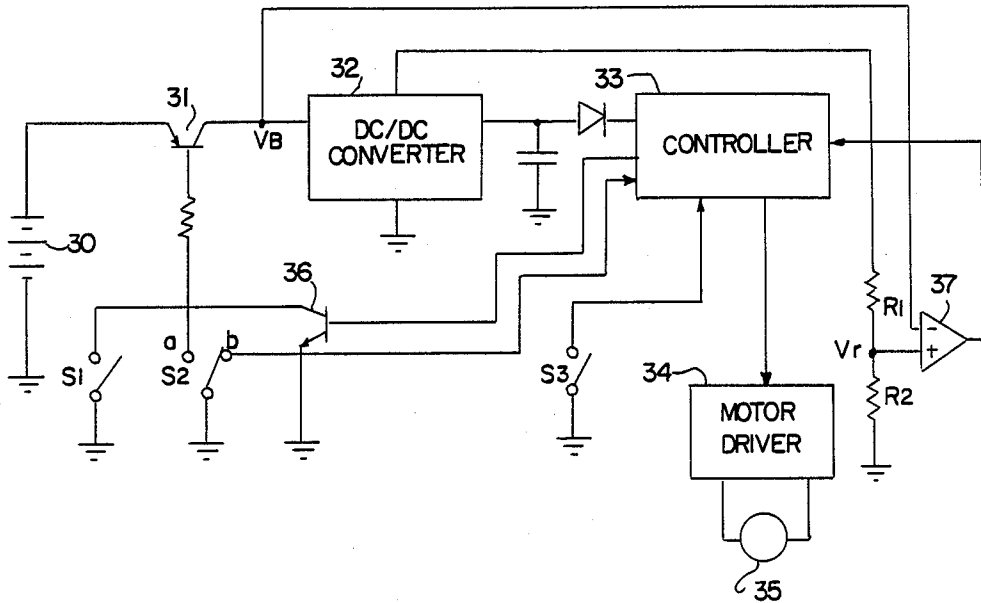 31
VB
32
DC/DC
CONVERTER
33
CONTROLLER
30
36
a
b
S1
S2
S3
R1
37
-
+
Vr
R2
34
MOTOR
DRIVER
35